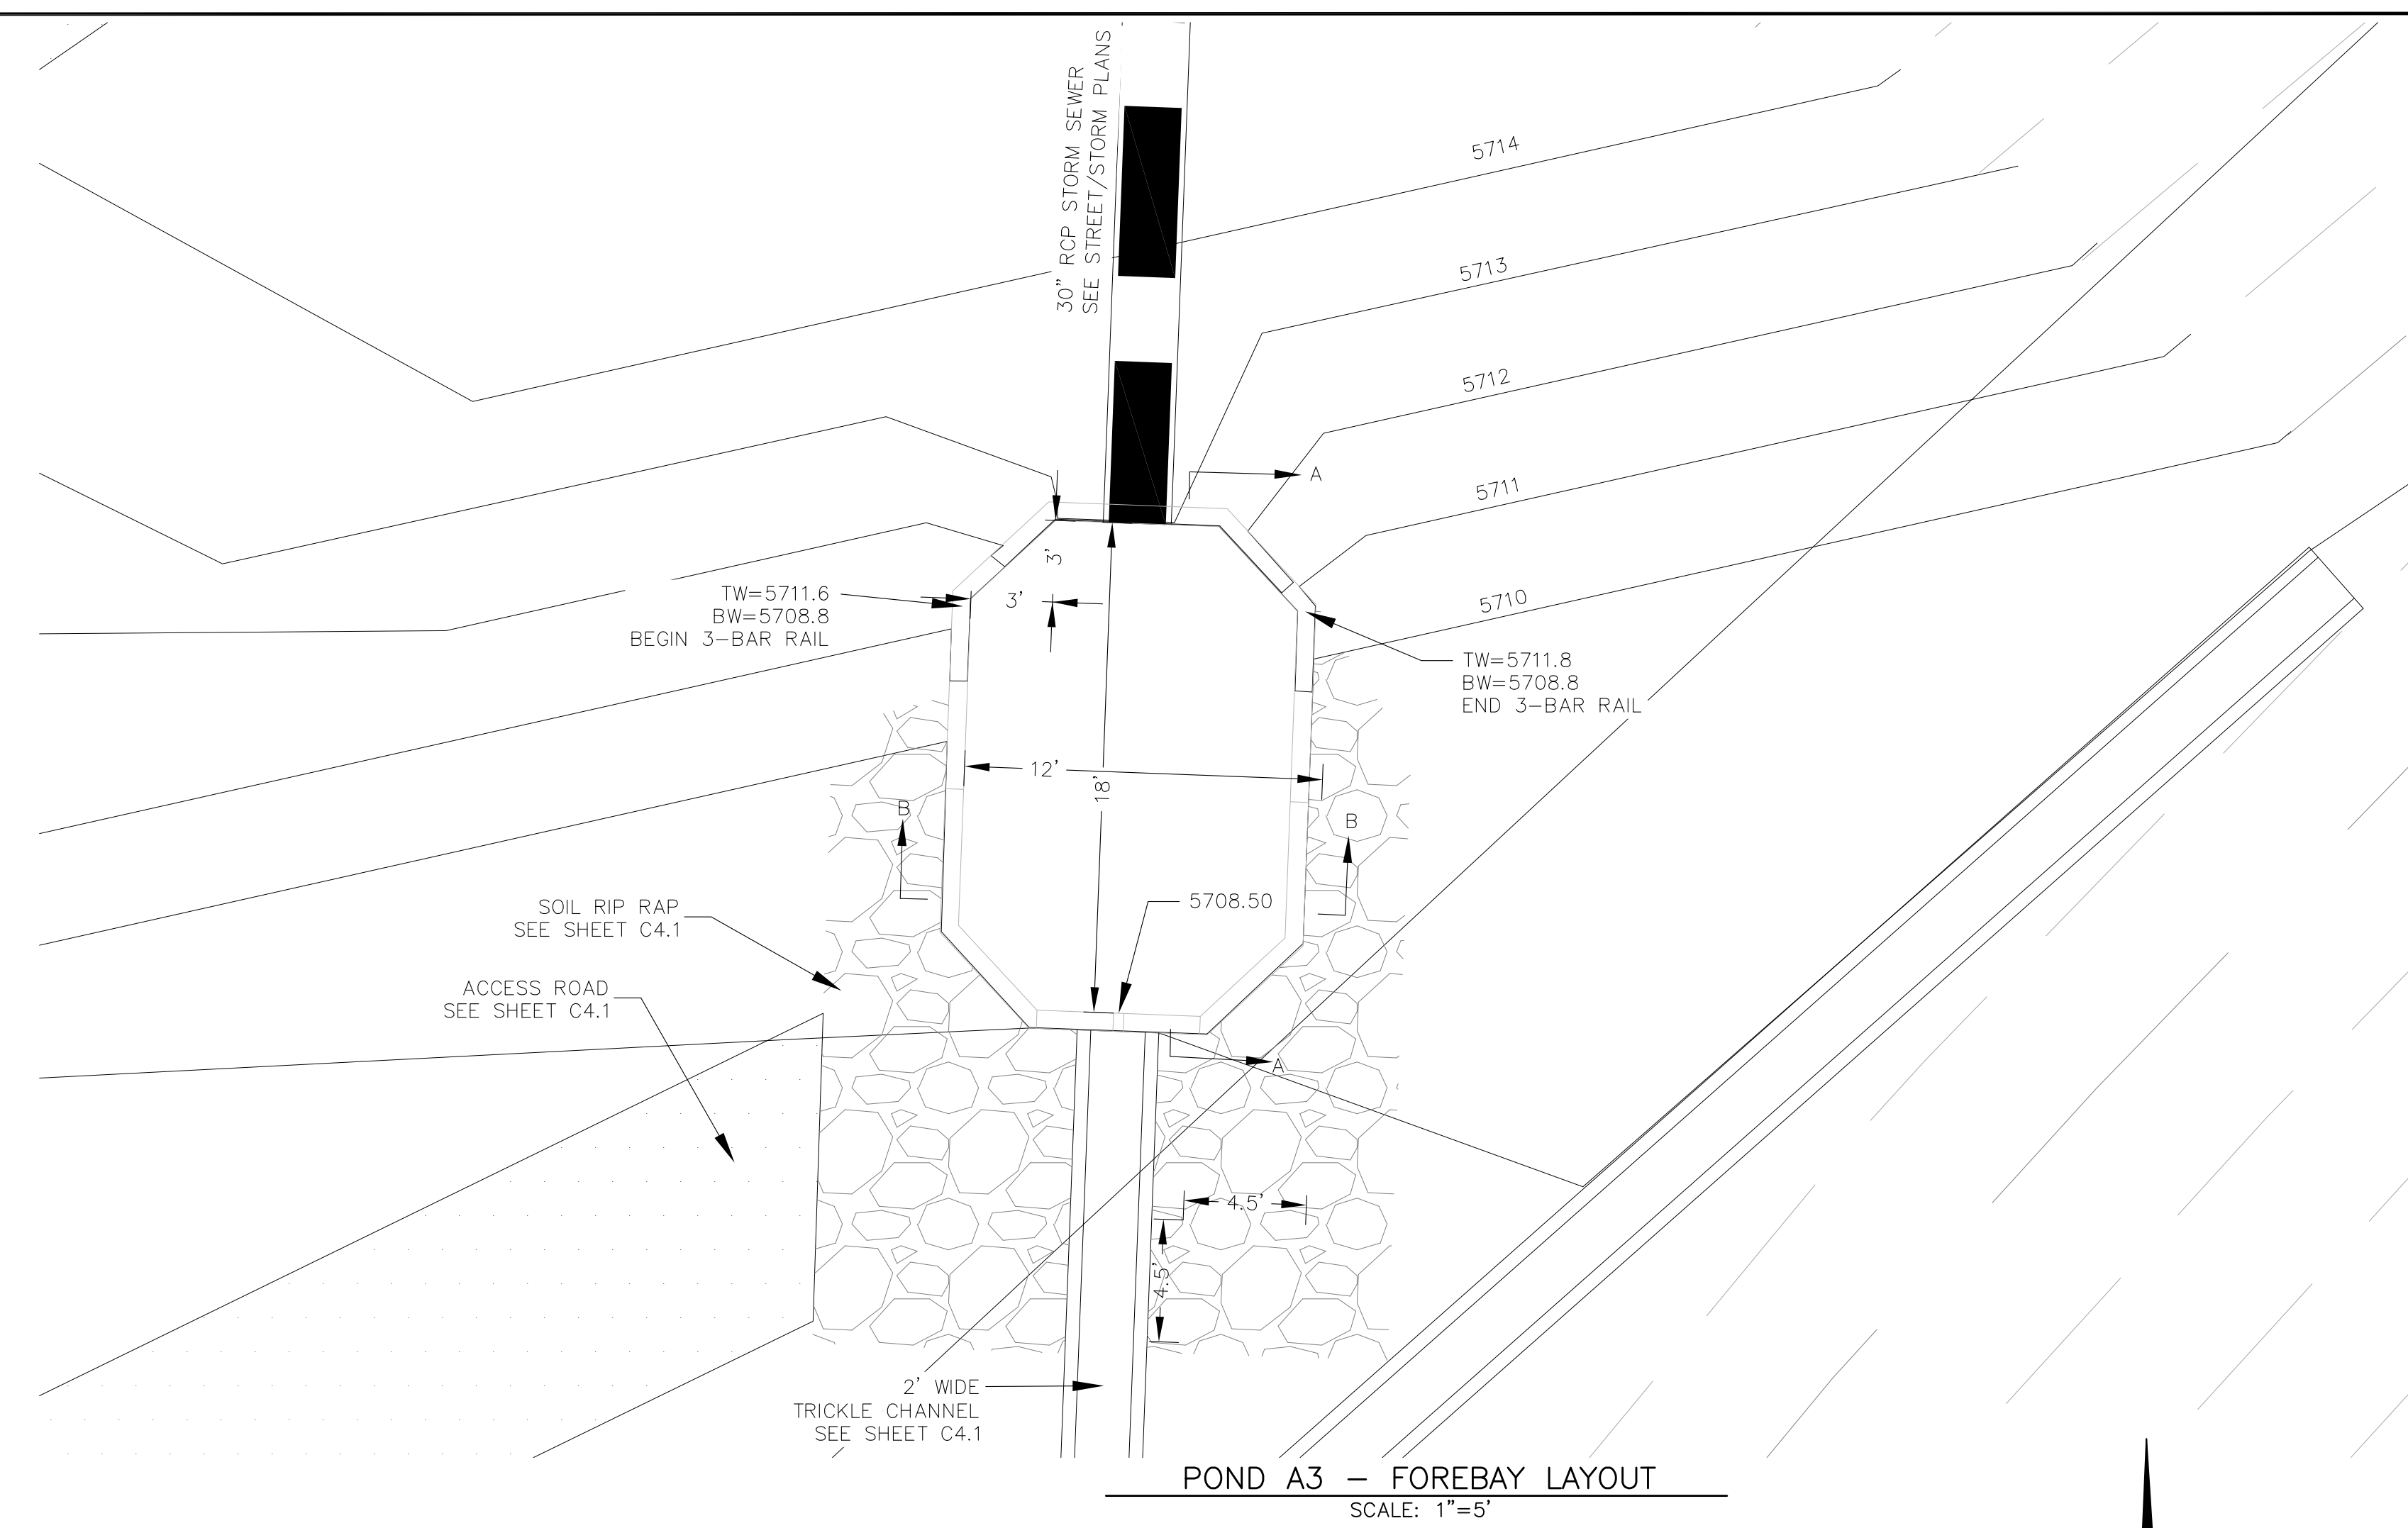 30" RCP STORM SEWER
SEE STREET/STORM PLANS
5714
5713
5712
5711
5710
A
3'
3'
TW=5711.6
BW=5708.8
BEGIN 3-BAR RAIL
TW=5711.8
BW=5708.8
END 3-BAR RAIL
12'
18'
B
B
5708.50
SOIL RIP RAP
SEE SHEET C4.1
ACCESS ROAD
SEE SHEET C4.1
A
4.5'
4.5'
2' WIDE
TRICKLE CHANNEL
SEE SHEET C4.1
POND A3 - FOREBAY LAYOUT
SCALE: 1"=5'